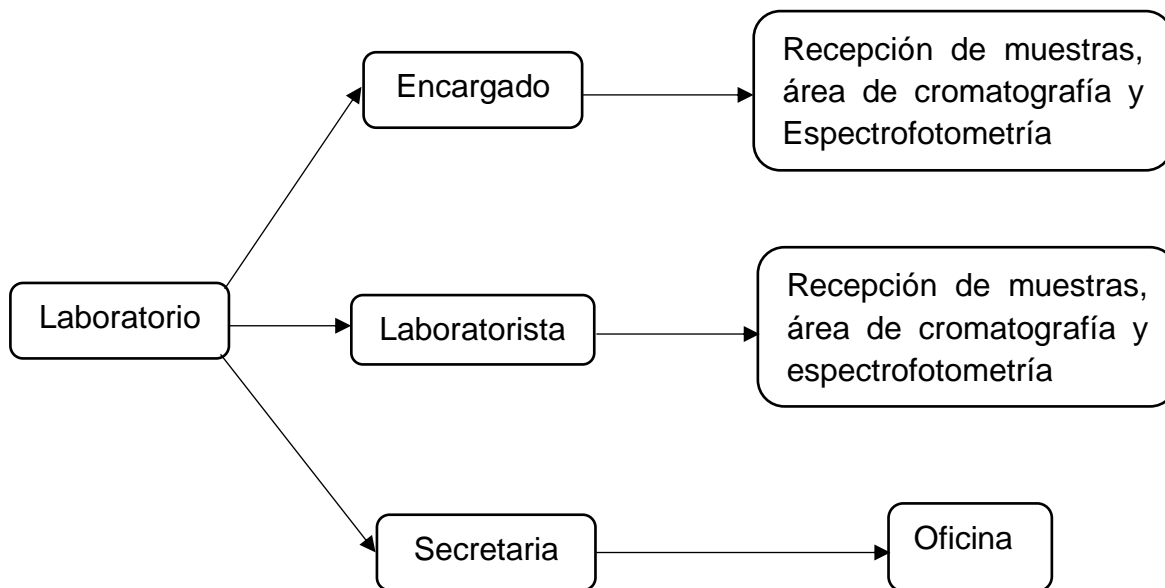 Encargado
Recepción de muestras,
área de cromatografía y
Espectrofotometría
Laboratorio
Laboratorista
Recepción de muestras,
área de cromatografía y
espectrofotometría
Secretaria
Oficina